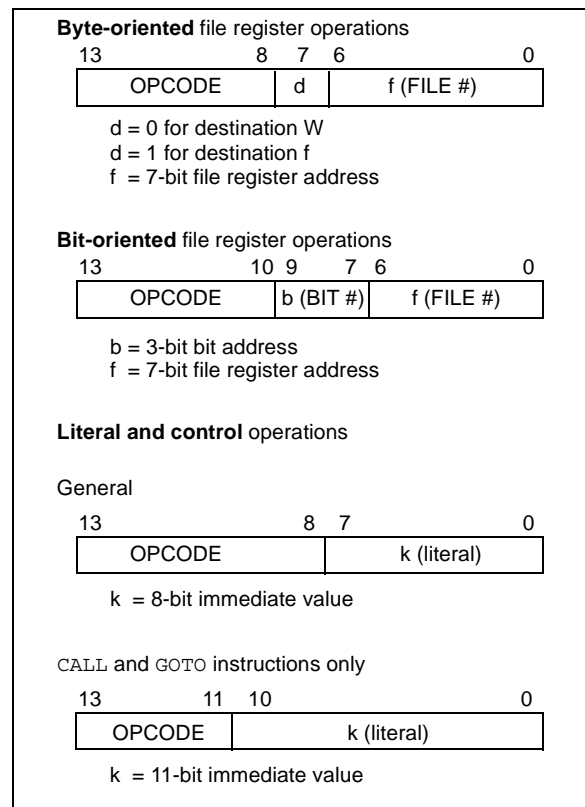 Byte-oriented file register operations
13 8 7 6 0
OPCODE d f (FILE #)
d = 0 for destination W
d = 1 for destination f
f = 7-bit file register address
Bit-oriented file register operations
13 10 9 7 6 0
OPCODE b (BIT #) f (FILE #)
b = 3-bit bit address
f = 7-bit file register address
Literal and control operations
General
13 8 7 0
OPCODE k (literal)
k = 8-bit immediate value
CALL and GOTO instructions only
13 11 10 0
OPCODE k (literal)
k = 11-bit immediate value